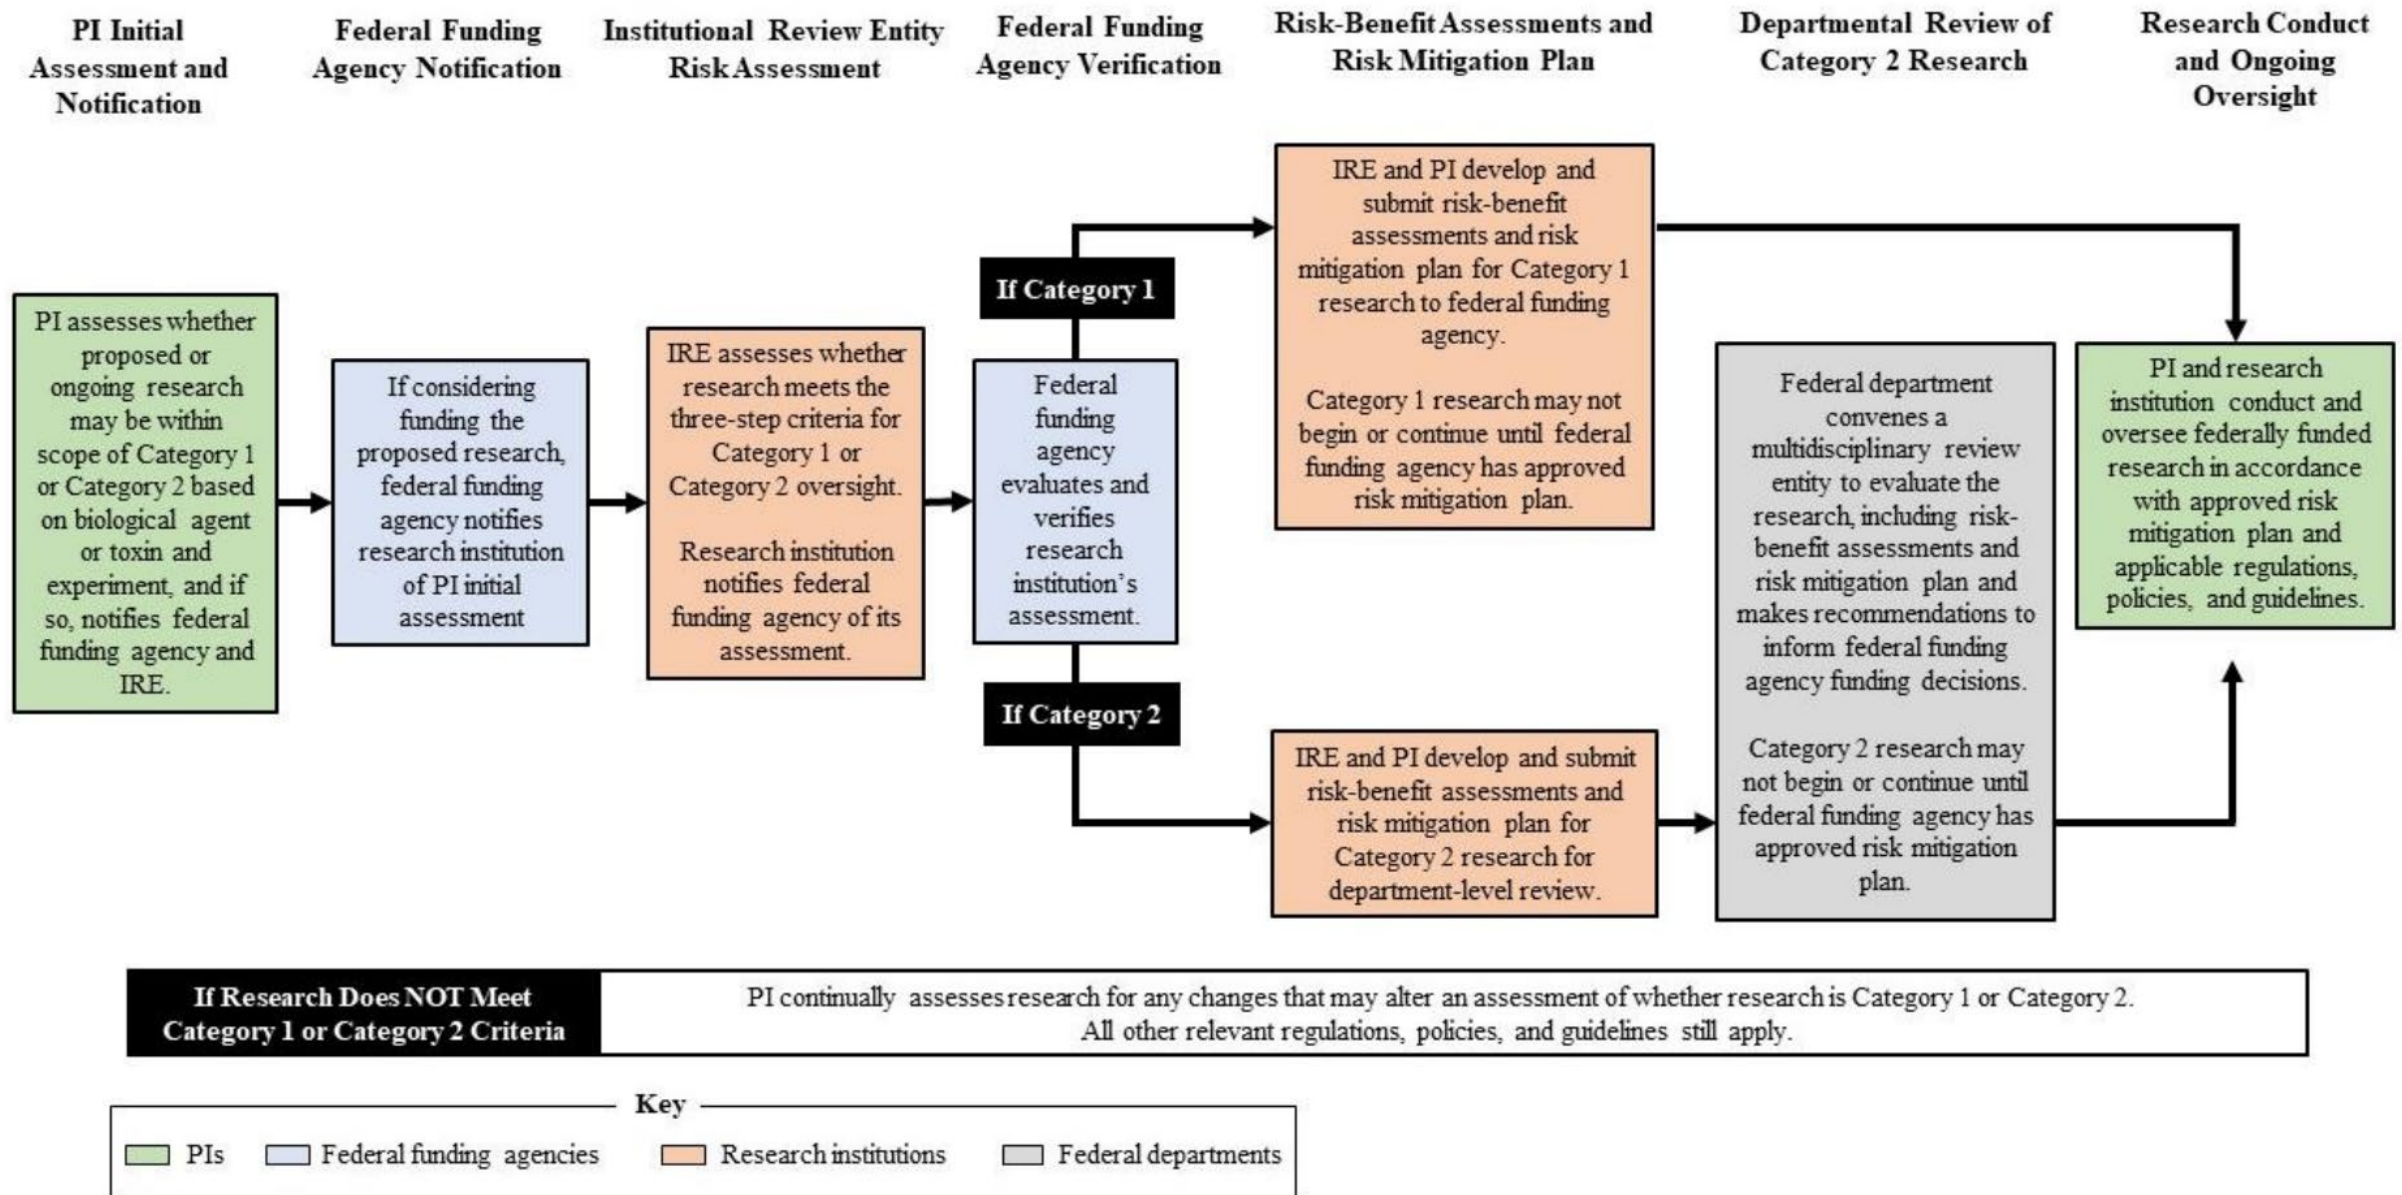 PI Initial
Assessment and
Notification
Federal Funding
Agency Notification
Institutional Review Entity
Risk Assessment
Federal Funding
Agency Verification
Risk-Benefit Assessments and
Risk Mitigation Plan
Departmental Review of
Category 2 Research
Research Conduct
and Ongoing
Oversight
PI assesses whether
proposed or
ongoing research
may be within
scope of Category 1
or Category 2 based
on biological agent
or toxin and
experiment, and if
so, notifies federal
funding agency and
IRE.
If considering
funding the
proposed research,
federal funding
agency notifies
research institution
of PI initial
assessment
IRE assesses whether
research meets the
three-step criteria for
Category 1 or
Category 2 oversight.
Research institution
notifies federal
funding agency of its
assessment.
If Category 1
Federal
funding
agency
evaluates and
verifies
research
institution's
assessment.
If Category 2
IRE and PI develop and
submit risk-benefit
assessments and risk
mitigation plan for Category 1
research to federal funding
agency.
Category 1 research may not
begin or continue until federal
funding agency has approved
risk mitigation plan.
IRE and PI develop and submit
risk-benefit assessments and
risk mitigation plan for
Category 2 research for
department-level review.
Federal department
convenes a
multidisciplinary review
entity to evaluate the
research, including risk-
benefit assessments and
risk mitigation plan and
makes recommendations to
inform federal funding
agency funding decisions.
Category 2 research may
not begin or continue until
federal funding agency has
approved risk mitigation
plan.
PI and research
institution conduct and
oversee federally funded
research in accordance
with approved risk
mitigation plan and
applicable regulations,
policies, and guidelines.
If Research Does NOT Meet
Category 1 or Category 2 Criteria
PI continually assesses research for any changes that may alter an assessment of whether research is Category 1 or Category 2.
All other relevant regulations, policies, and guidelines still apply.
Key
PIs
Federal funding agencies
Research institutions
Federal departments